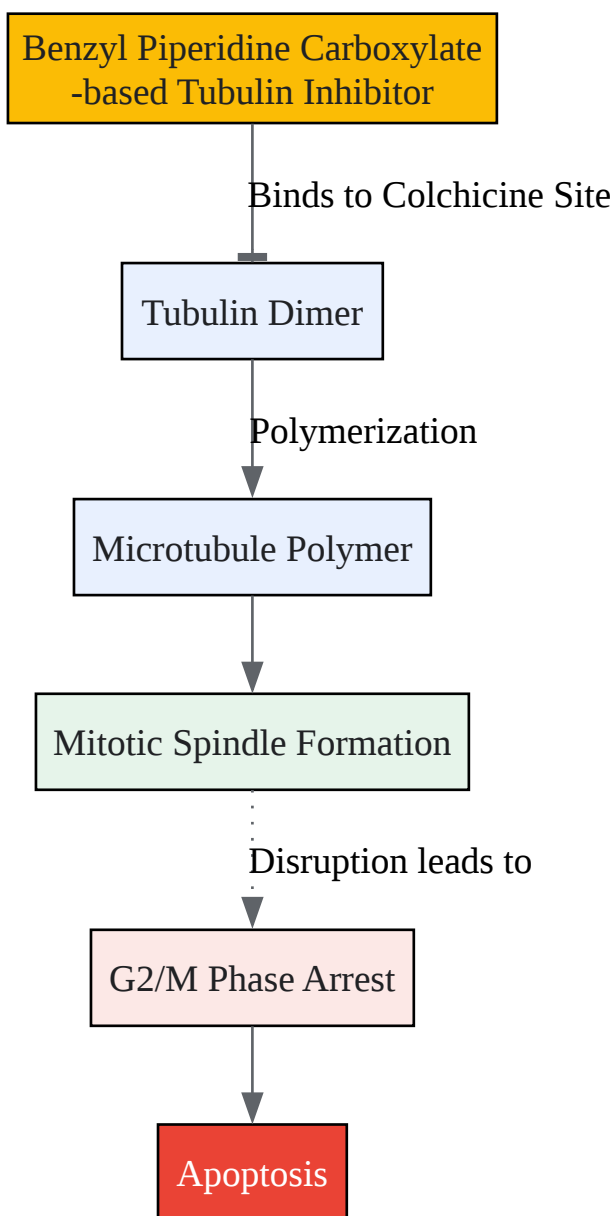 Benzyl Piperidine Carboxylate
-based Tubulin Inhibitor
Binds to Colchicine Site
Tubulin Dimer
Polymerization
Microtubule Polymer
Mitotic Spindle Formation
Disruption leads to
G2/M Phase Arrest
Apoptosis